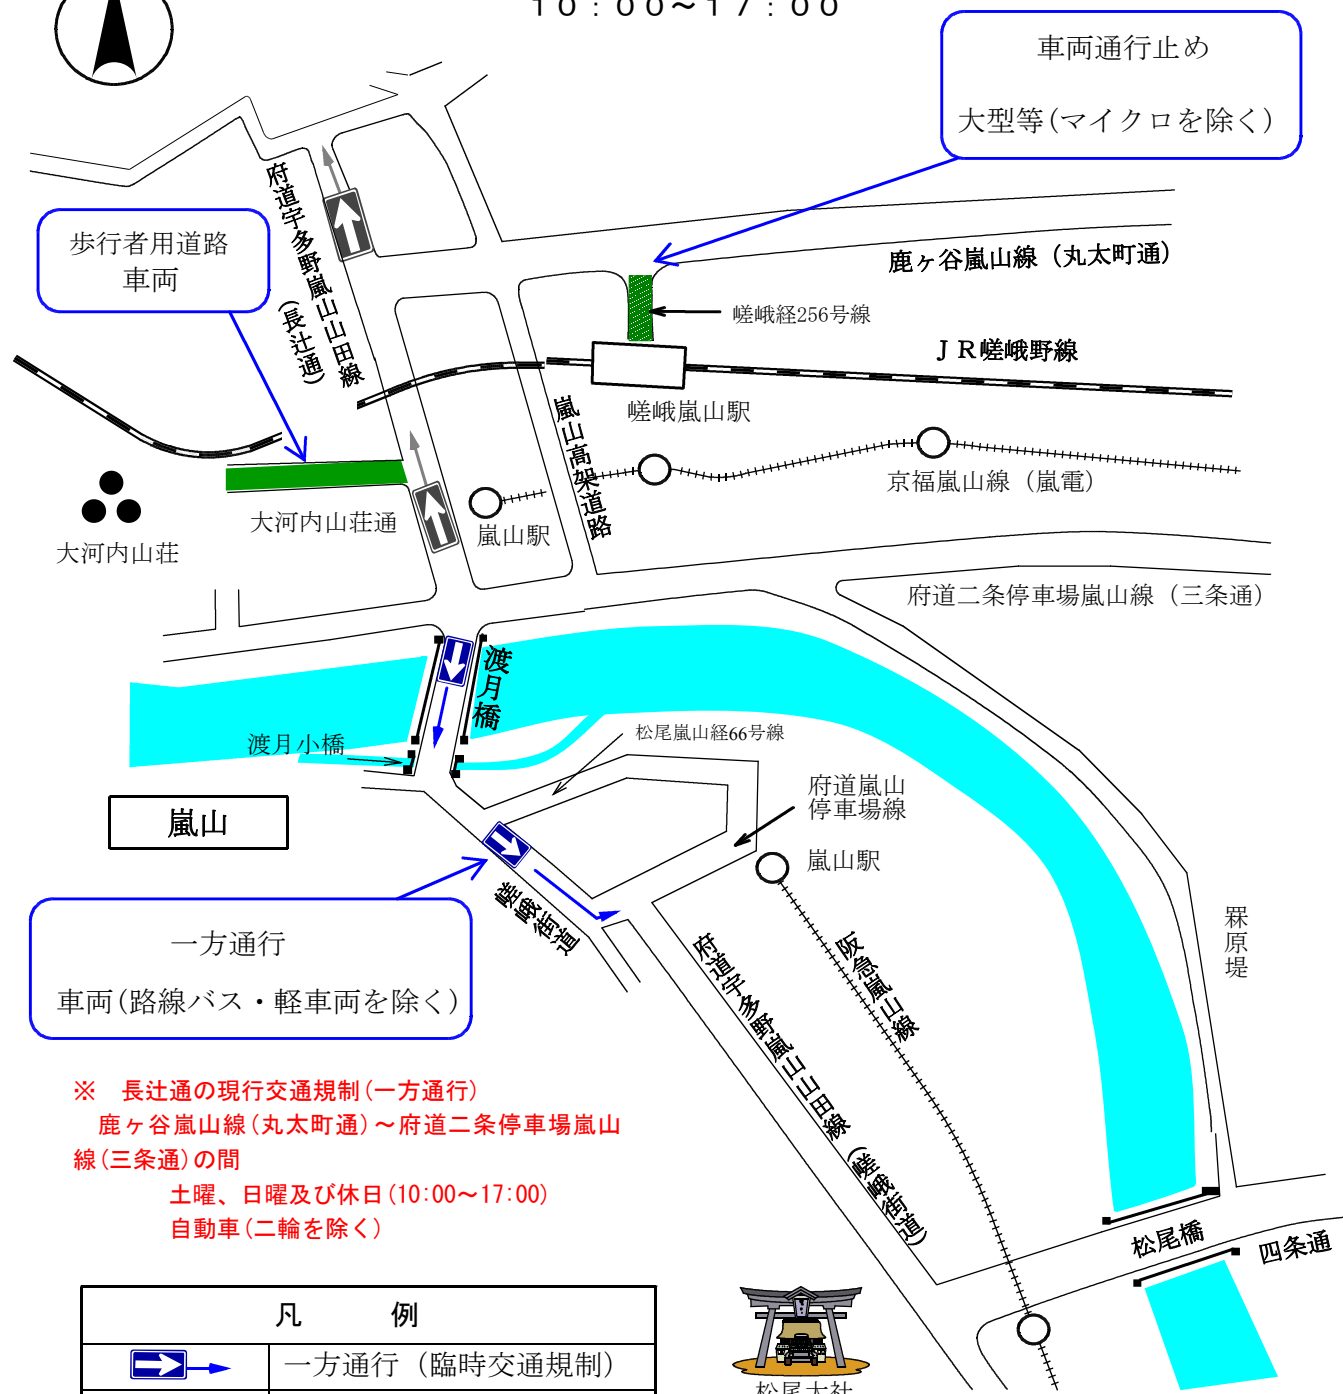 10：00～17：00
車両通行止め
大型等(マイクロを除く)
歩行者用道路
車両
府道宇多野嵐山山田線
(長辻通)
鹿ヶ谷嵐山線（丸太町通）
嵯峨経256号線
ＪＲ嵯峨野線
嵯峨嵐山駅
嵐山高架道路
京福嵐山線（嵐電）
大河内山荘通
嵐山駅
大河内山荘
府道二条停車場嵐山線（三条通）
渡月橋
松尾嵐山経66号線
渡月小橋
府道嵐山
停車場線
嵐山
嵐山駅
嵯峨街道
一方通行
車両(路線バス・軽車両を除く)
府道宇多野嵐山山田線（嵯峨街道）
阪急嵐山線
罧原堤
※　長辻通の現行交通規制(一方通行)
鹿ヶ谷嵐山線(丸太町通)～府道二条停車場嵐山
線(三条通)の間
土曜、日曜及び休日(10:00～17:00)
自動車(二輪を除く)
松尾橋
四条通
凡　例
一方通行（臨時交通規制）
松尾大社